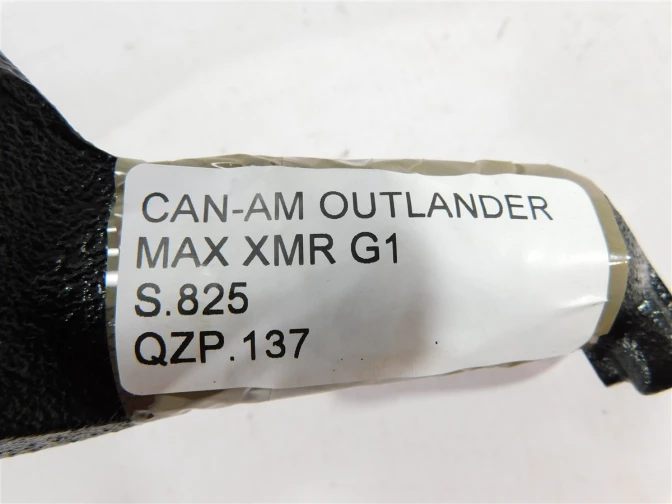 CAN-AM OUTLANDER
MAX XMR G1
S.825
QZP.137